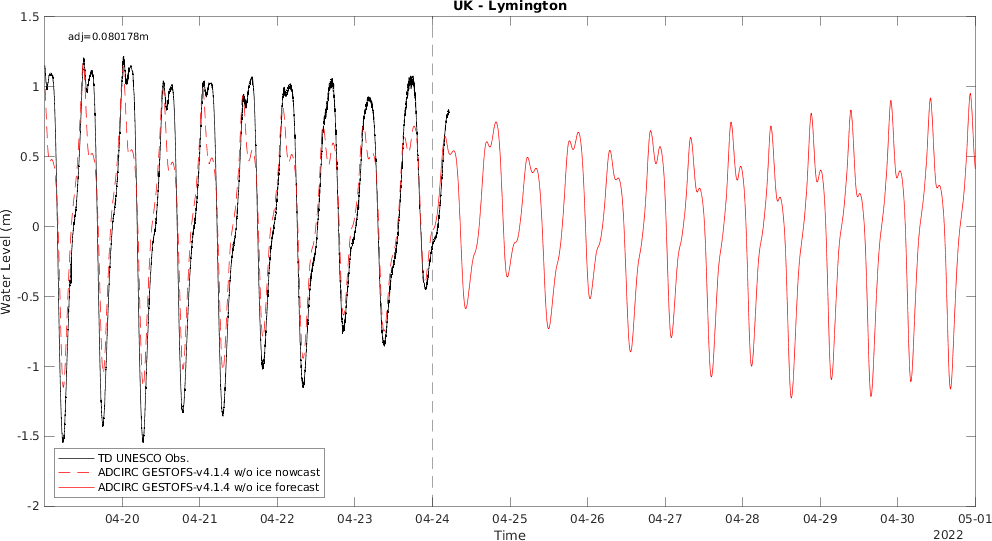 UK - Lymington
adj=0.080178m
Water Level (m)
1.5
1
0.5
0
-0.5
-1
-1.5
-2
TD UNESCO Obs.
ADCIRC GESTOFS-v4.1.4 w/o ice nowcast
ADCIRC GESTOFS-v4.1.4 w/o ice forecast
04-20 04-21 04-22 04-23 04-24 04-25 04-26 04-27 04-28 04-29 04-30 05-01
Time
2022